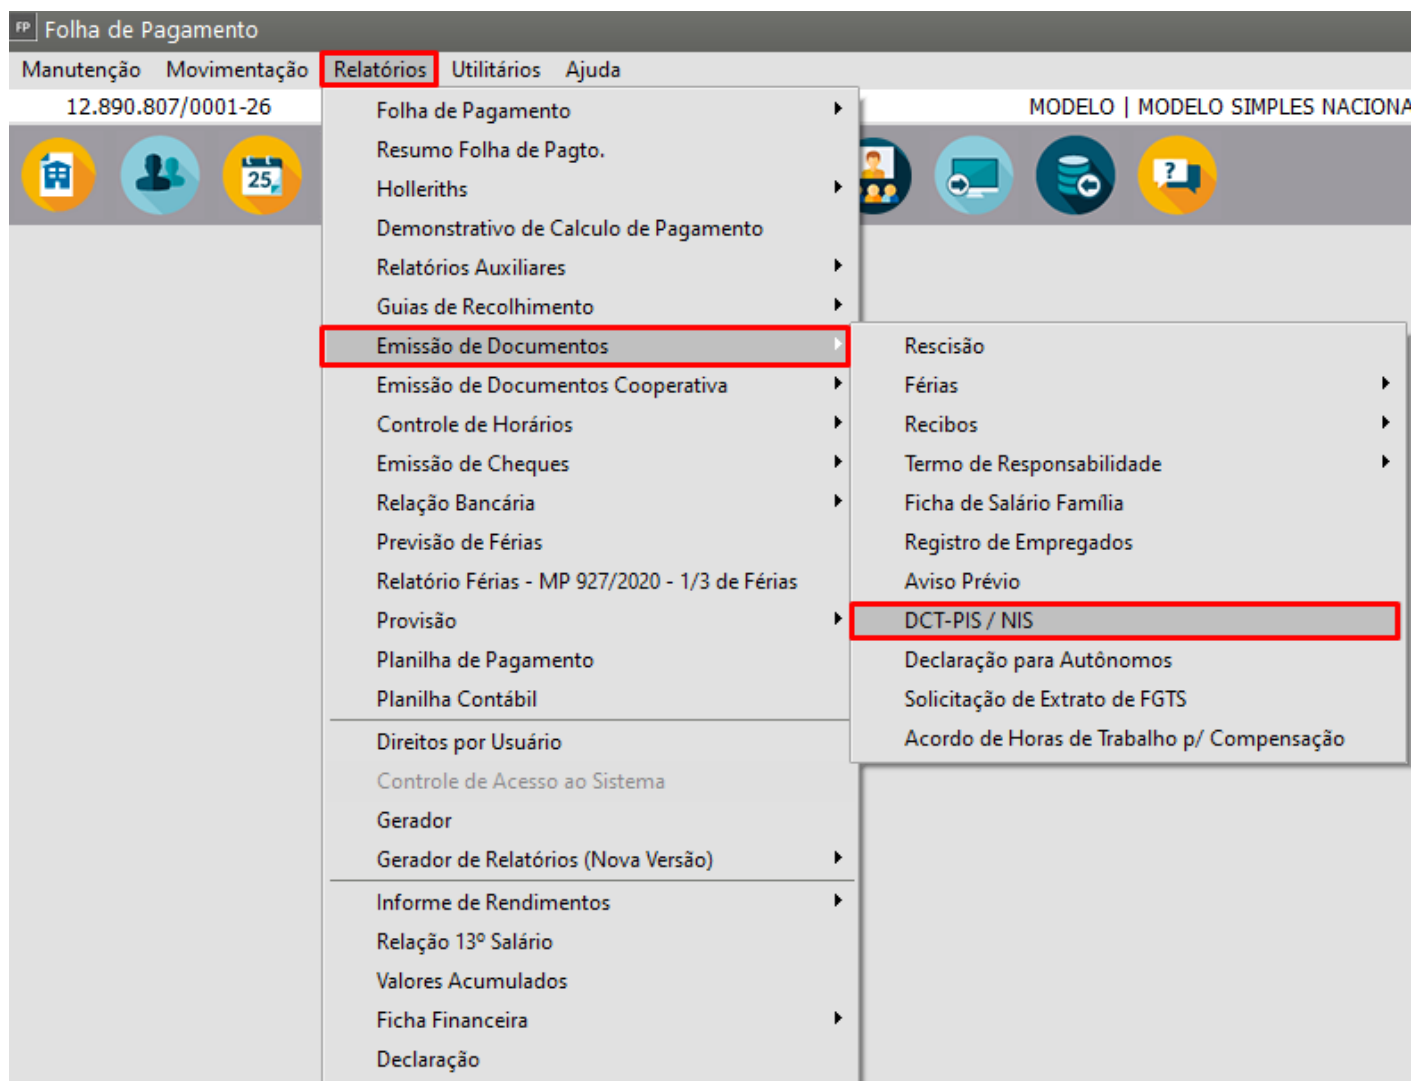 FP Folha de Pagamento
Manutenção Movimentação Relatórios Utilitários Ajuda
12.890.807/0001-26
MODELO | MODELO SIMPLES NACIONA
25
?
Folha de Pagamento
Resumo Folha de Pagto.
Holleriths
Demonstrativo de Calculo de Pagamento
Relatórios Auxiliares
Guias de Recolhimento
Emissão de Documentos
Emissão de Documentos Cooperativa
Controle de Horários
Emissão de Cheques
Relação Bancária
Previsão de Férias
Relatório Férias - MP 927/2020 - 1/3 de Férias
Provisão
Planilha de Pagamento
Planilha Contábil
Direitos por Usuário
Controle de Acesso ao Sistema
Gerador
Gerador de Relatórios (Nova Versão)
Informe de Rendimentos
Relação 13º Salário
Valores Acumulados
Ficha Financeira
Declaração
Rescisão
Férias
Recibos
Termo de Responsabilidade
Ficha de Salário Família
Registro de Empregados
Aviso Prévio
DCT-PIS / NIS
Declaração para Autônomos
Solicitação de Extrato de FGTS
Acordo de Horas de Trabalho p/ Compensação